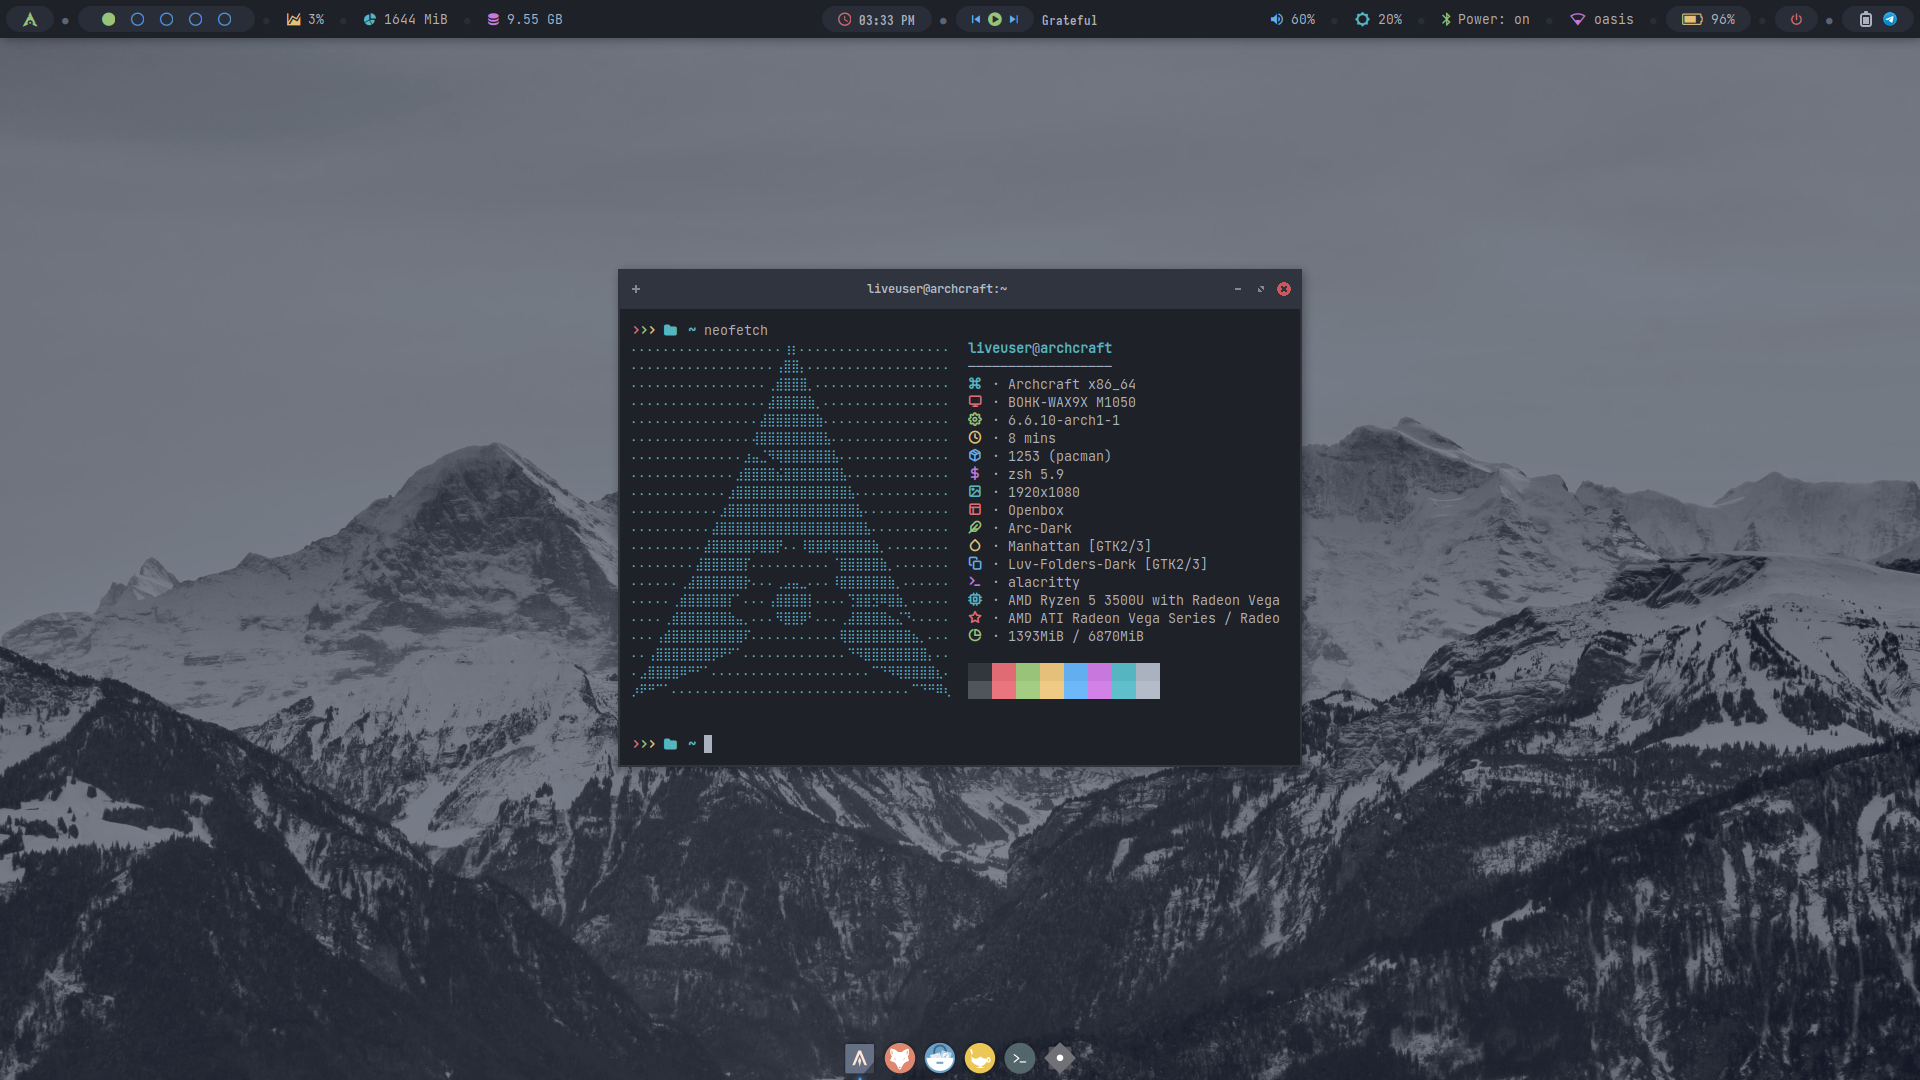 3% 1644 MiB 9.55 GB 03:33 PM Grateful 60% 20% Power: on oasis 96%
liveuser@archcraft:~
~ neofetch
liveuser@archcraft
· Archcraft x86_64
· BOHK-WAX9X M1050
· 6.6.10-arch1-1
· 8 mins
· 1253 (pacman)
· zsh 5.9
· 1920x1080
· Openbox
· Arc-Dark
· Manhattan [GTK2/3]
· Luv-Folders-Dark [GTK2/3]
· alacritty
· AMD Ryzen 5 3500U with Radeon Vega
· AMD ATI Radeon Vega Series / Radeo
· 1393MiB / 6870MiB
~